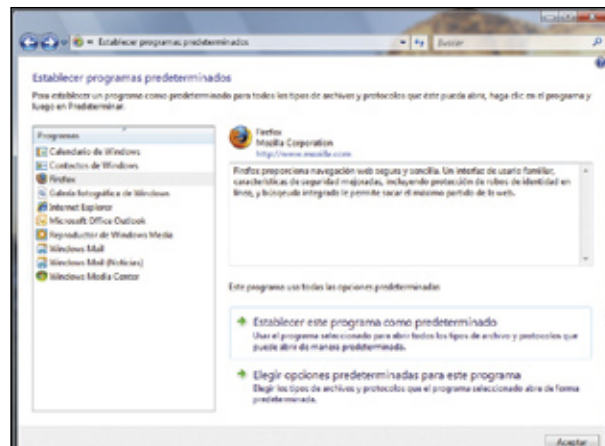 Establecer programas predeterminados
Buscar
Establecer programas predeterminados
Para establecer un programa como predeterminado para todos los tipos de archivos y protocolos que éste pueda abrir, haga clic en el programa y
luego en Predeterminar.
Programas
Calendario de Windows
Contactos de Windows
Firefox
Galería fotográfica de Windows
Internet Explorer
Microsoft Office Outlook
Reproductor de Windows Media
Windows Mail
Windows Mail (Noticias)
Windows Media Center
Firefox
Mozilla Corporation
http://www.mozilla.com
Firefox proporciona navegación web segura y sencilla. Un interfaz de usuario familiar,
características de seguridad mejoradas, incluyendo protección de robos de identidad en
línea, y búsqueda integrada le permite sacar el máximo partido de la web.
Este programa usa todas las opciones predeterminadas
Establecer este programa como predeterminado
Usar el programa seleccionado para abrir todos los tipos de archivo y protocolos que
puede abrir de manera predeterminada.
Elegir opciones predeterminadas para este programa
Elegir los tipos de archivos y protocolos que el programa seleccionado abre de forma
predeterminada.
Aceptar